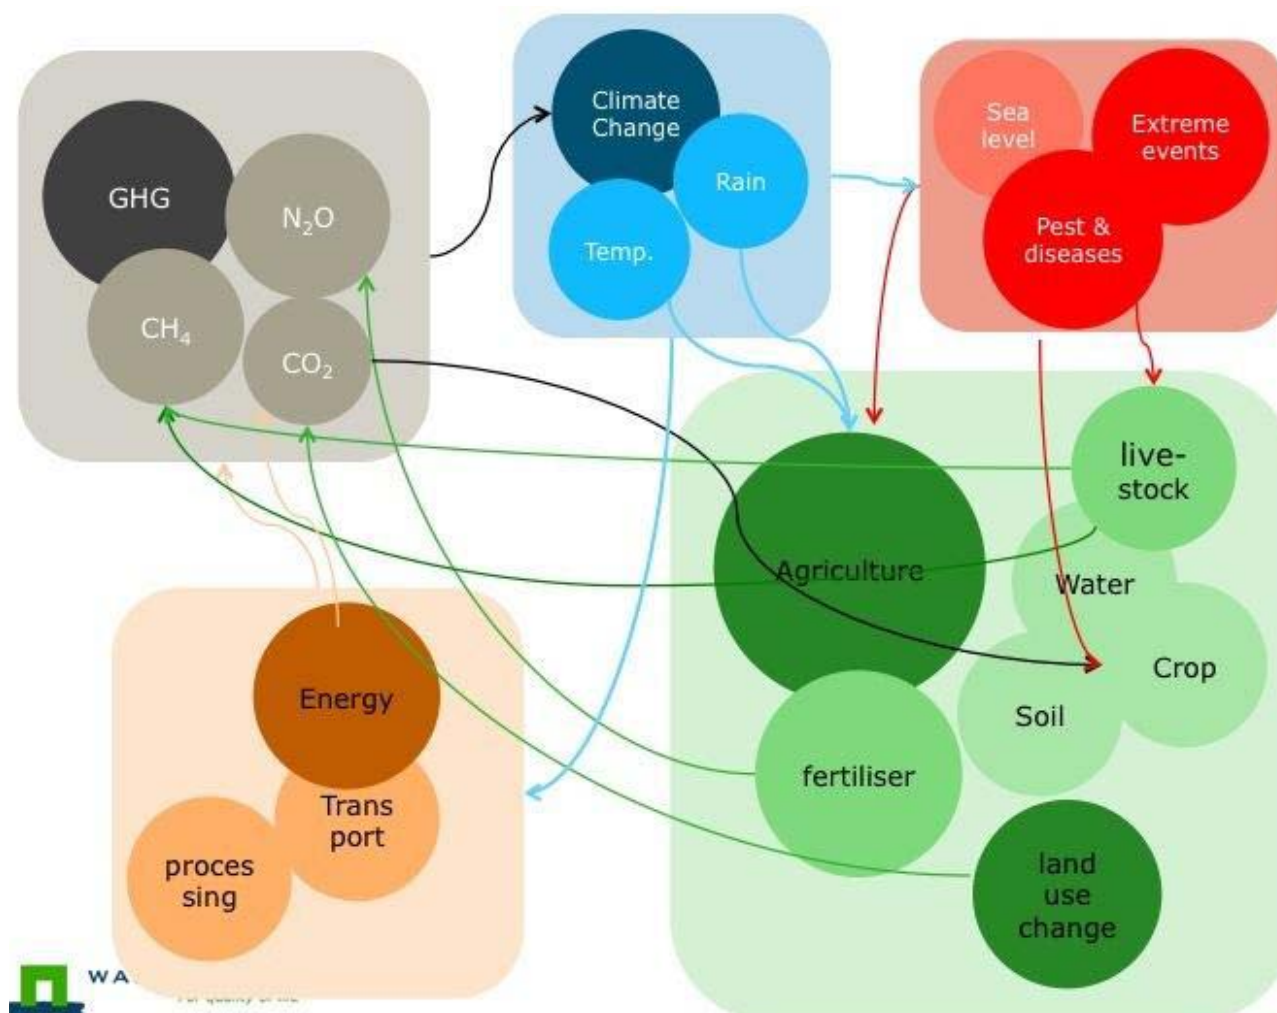 GHG
N₂O
CH₄
CO₂
Climate
Change
Rain
Temp.
Sea
level
Extreme
events
Pest &
diseases
live-
stock
Agriculture
Water
Crop
Soil
fertiliser
land
use
change
Energy
Trans
port
proces
sing
WA